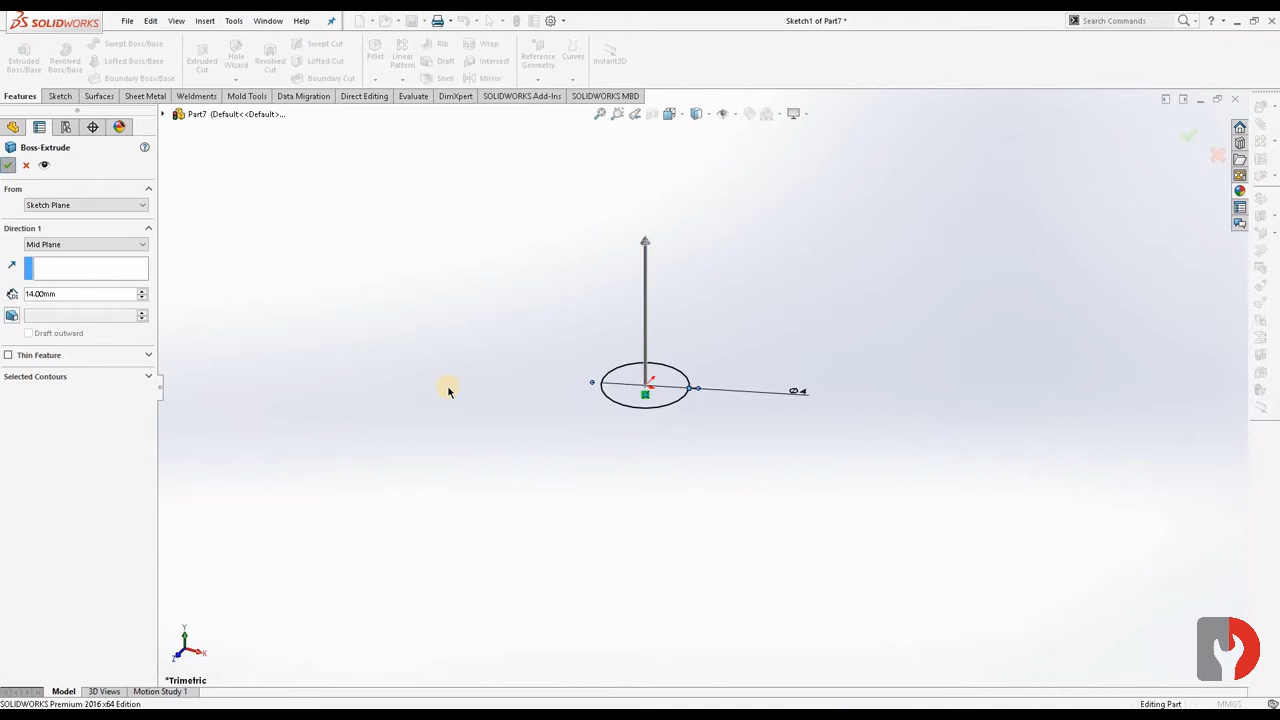 SOLIDWORKS File Edit View Insert Tools Window Help Sketch1 of Part7 * Search Commands ?
Extruded Boss/Base
Revolved Boss/Base
Swept Boss/Base
Lofted Boss/Base
Boundary Boss/Base
Extruded Cut
Hole Wizard
Revolved Cut
Swept Cut
Lofted Cut
Boundary Cut
Fillet
Linear Pattern
Rib
Draft
Shell
Wrap
Intersect
Mirror
Reference Geometry
Curves
Instant3D
Features Sketch Surfaces Sheet Metal Weldments Mold Tools Data Migration Direct Editing Evaluate DimXpert SOLIDWORKS Add-Ins SOLIDWORKS MBD
Part7 (Default<<Default>...
Boss-Extrude
From
Sketch Plane
Direction 1
Mid Plane
14.00mm
Draft outward
Thin Feature
Selected Contours
Ø4
Y
X
Z
*Trimetric
Model 3D Views Motion Study 1
SOLIDWORKS Premium 2016 x64 Edition Editing Part MMGS